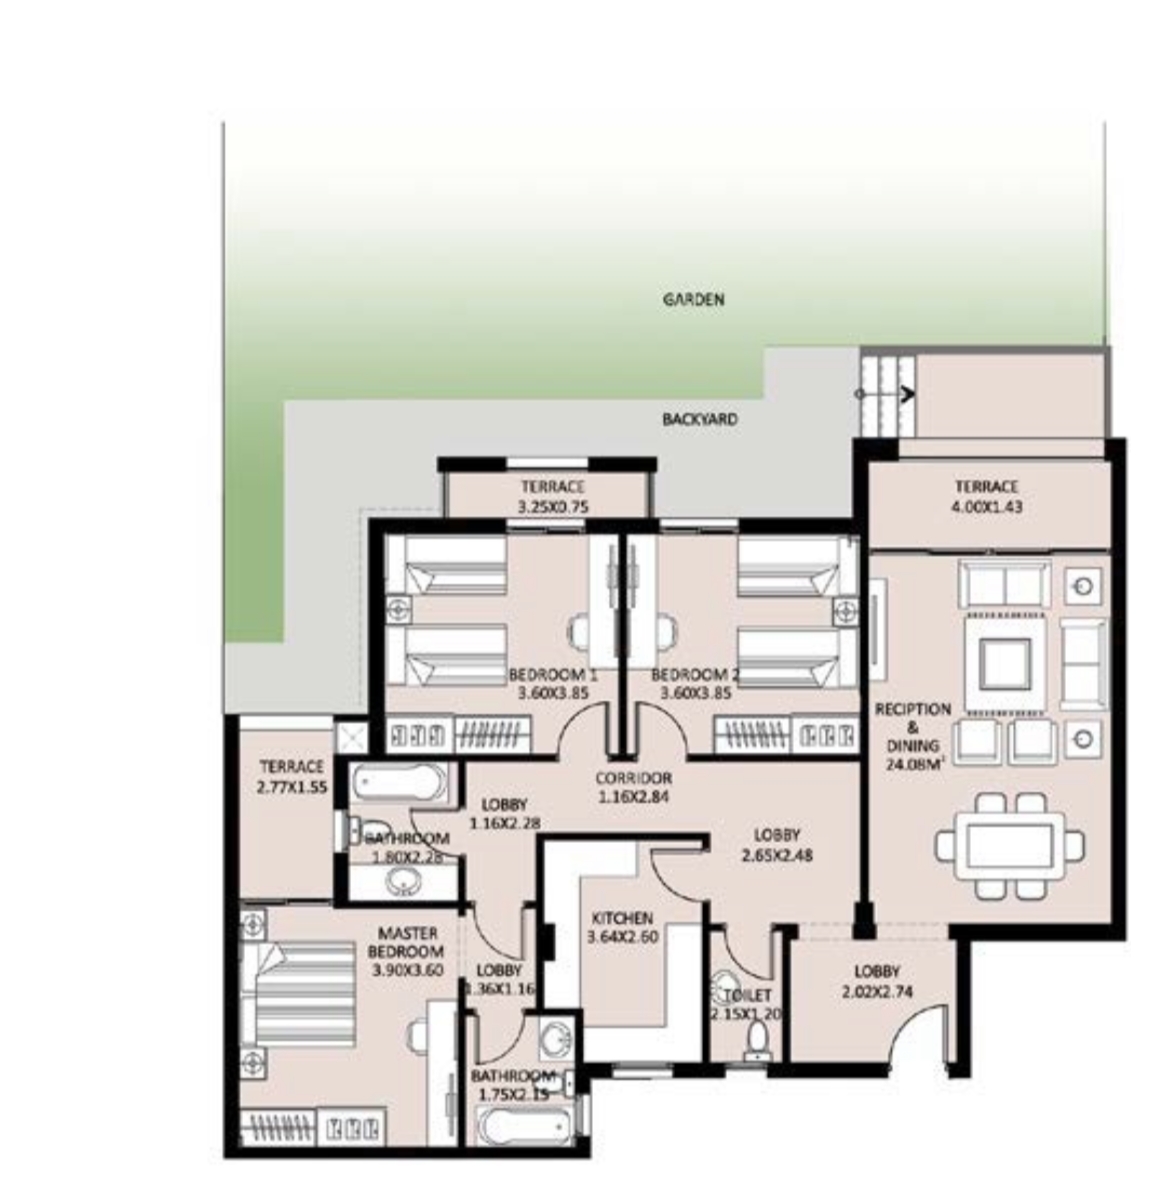 GARDEN
BACKYARD
TERRACE
3.25X0.75
TERRACE
4.00X1.43
BEDROOM 1
3.60X3.85
BEDROOM 2
3.60X3.85
RECIPTION
&
DINING
24.08M²
TERRACE
2.77X1.55
CORRIDOR
1.16X2.84
LOBBY
1.16X2.28
BATHROOM
1.80X2.28
LOBBY
2.65X2.48
KITCHEN
3.64X2.60
MASTER
BEDROOM
3.90X3.60
LOBBY
1.36X1.16
TOILET
2.15X1.20
LOBBY
2.02X2.74
BATHROOM
1.75X2.15